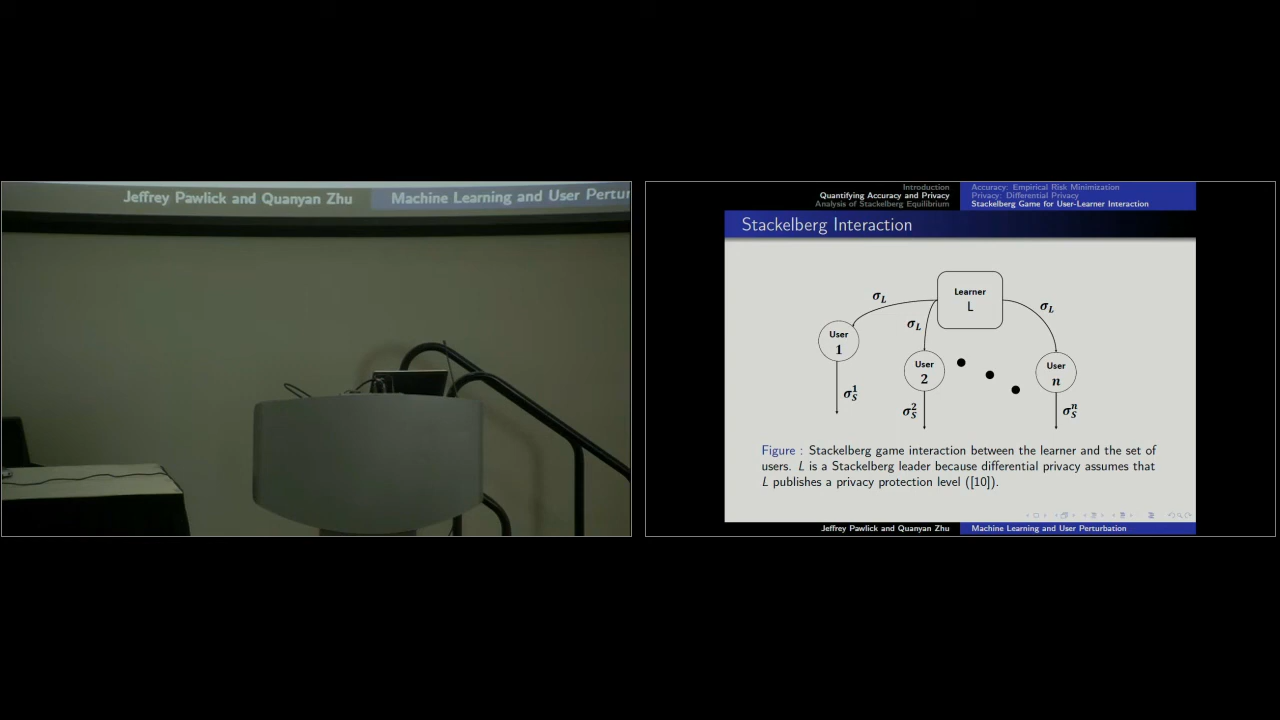 Jeffrey Pawlick and Quanyan Zhu
Machine Learning and User Pertur
Introduction
Quantifying Accuracy and Privacy
Analysis of Stackelberg Equilibrium
Accuracy: Empirical Risk Minimization
Privacy: Differential Privacy
Stackelberg Game for User-Learner Interaction
Stackelberg Interaction
Learner
L
σ_L
σ_L
σ_L
User
1
User
2
User
n
σ_S^1
σ_S^2
σ_S^n
Figure : Stackelberg game interaction between the learner and the set of
users. L is a Stackelberg leader because differential privacy assumes that
L publishes a privacy protection level ([10]).
Jeffrey Pawlick and Quanyan Zhu
Machine Learning and User Perturbation